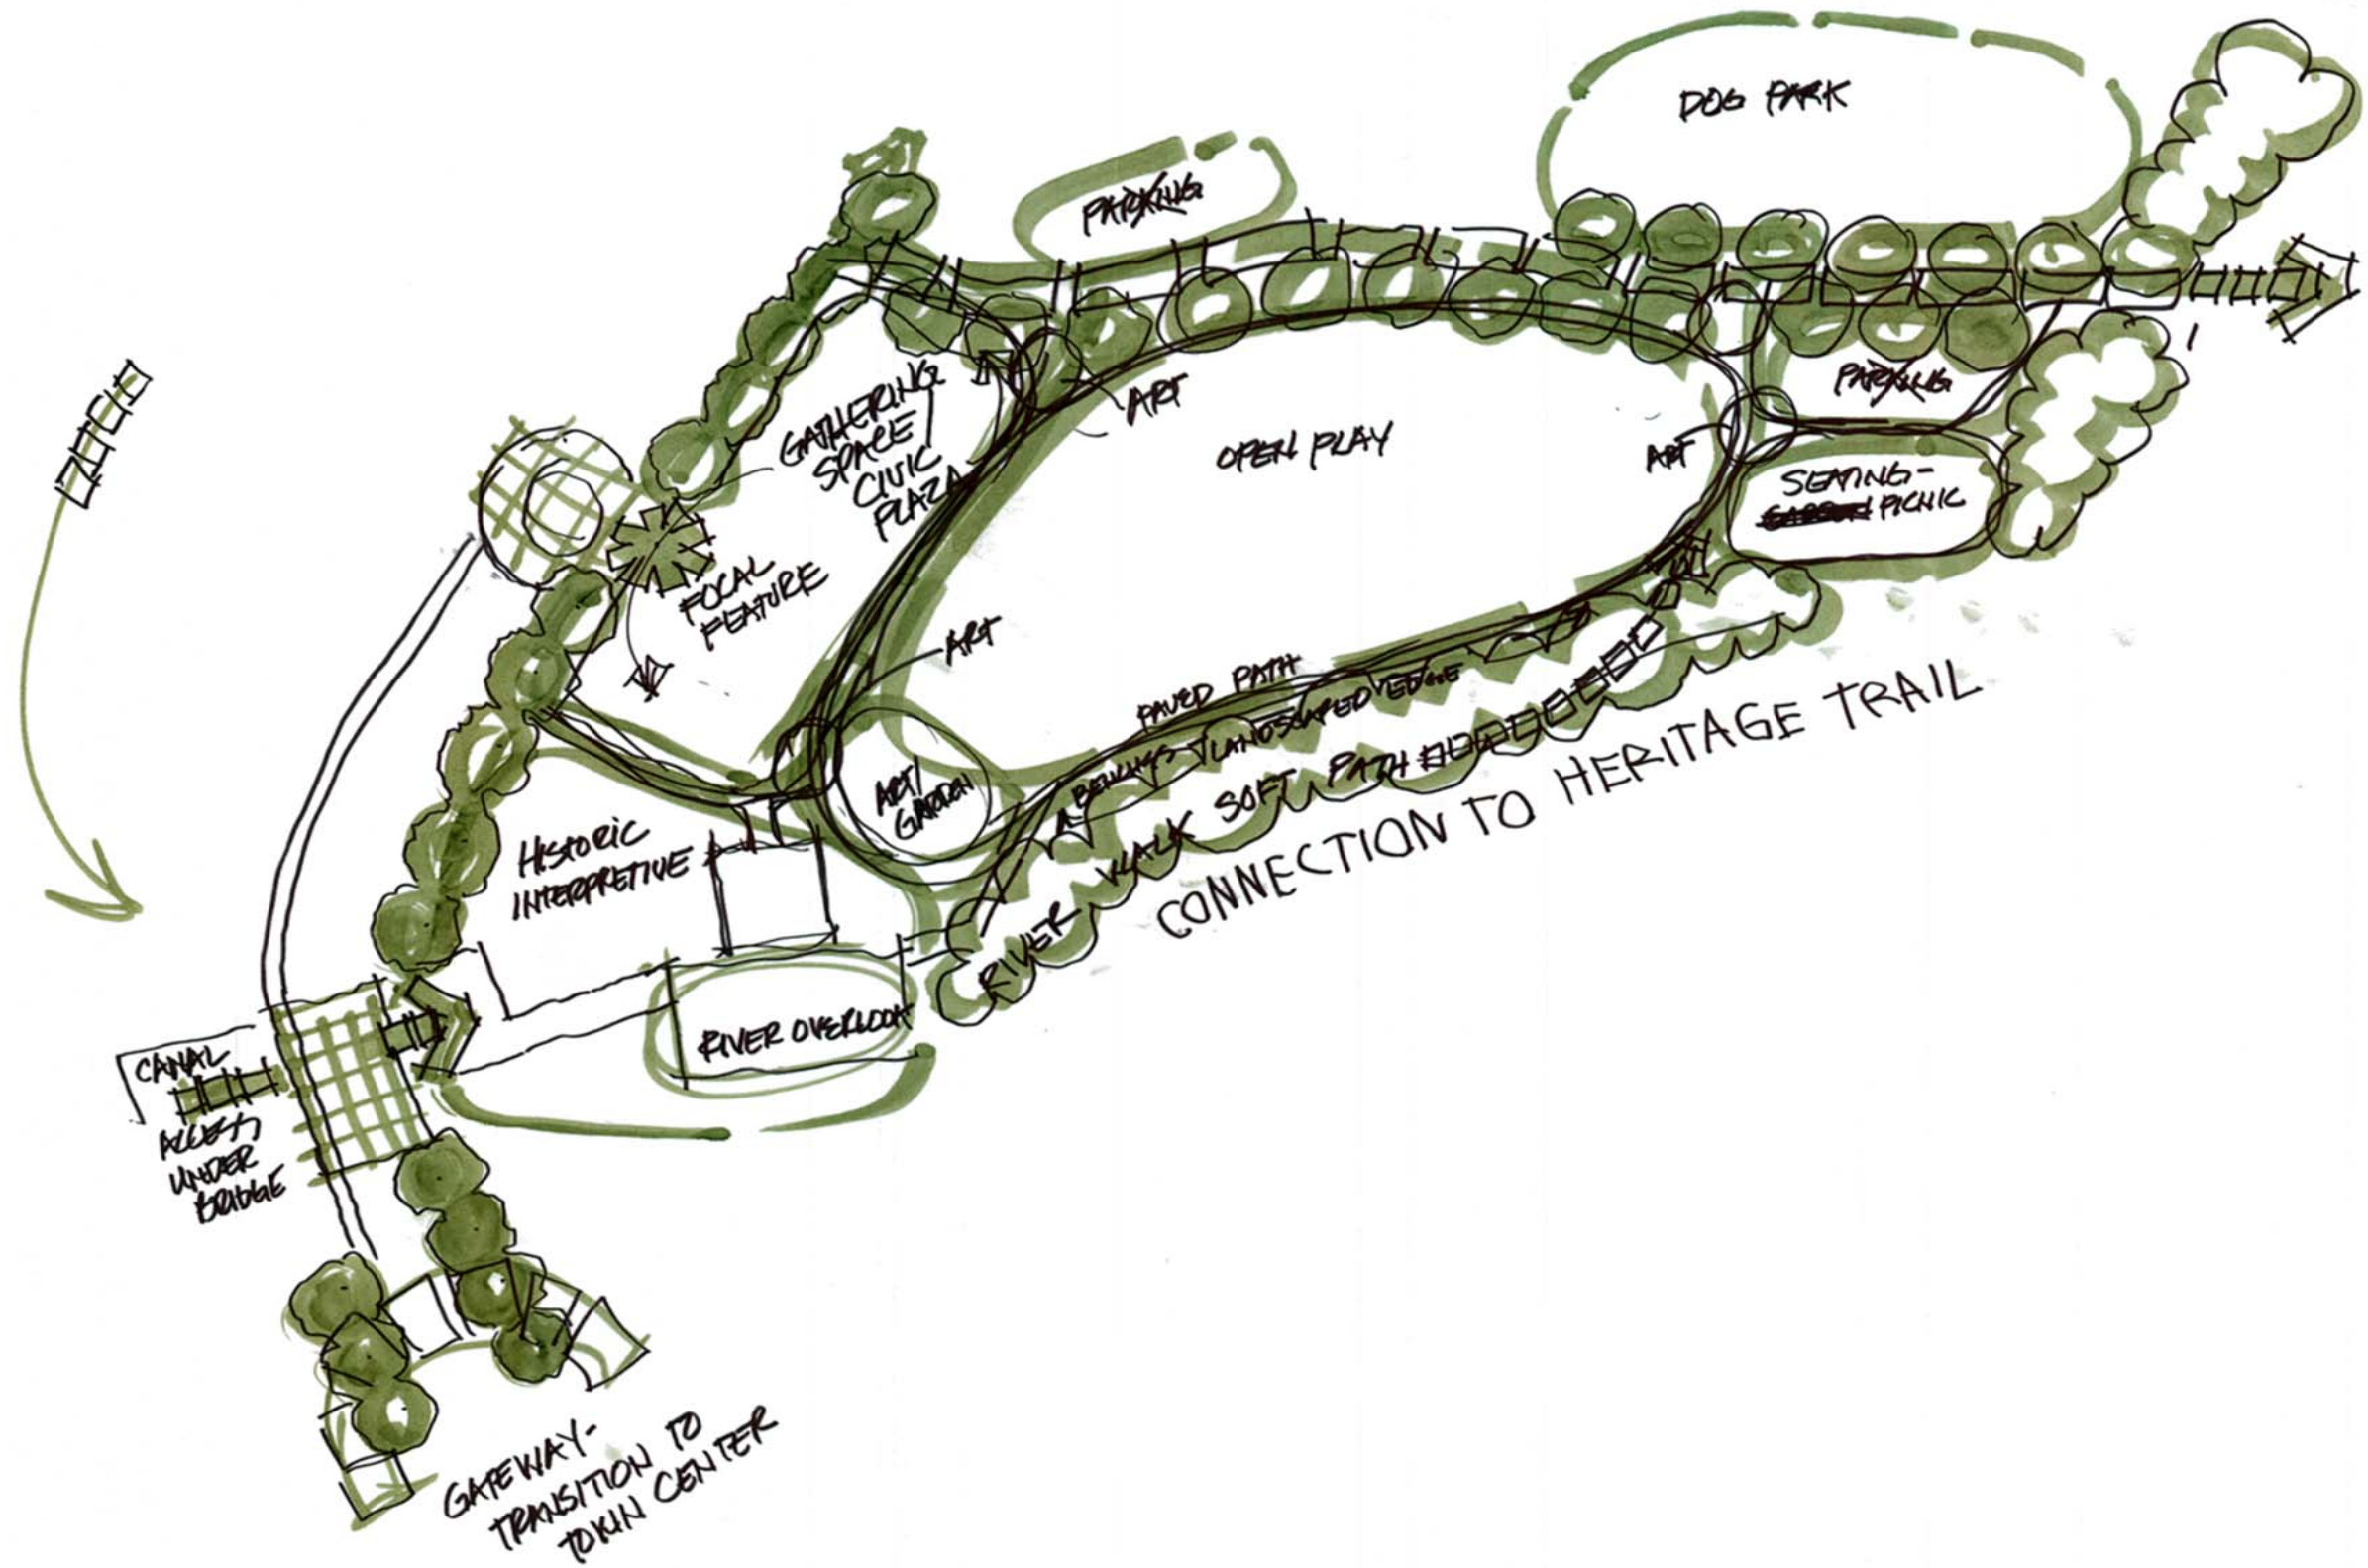 DOG PARK
PARKING
GATHERING
SPACE/
CIVIC
PLAZA
ART
OPEN PLAY
ART
PARKING
SEATING-
PICNIC
FOCAL
FEATURE
ART
PAVED PATH
BENCHES / LANDSCAPED EDGE
ART/
GARDEN
HISTORIC
INTERPRETIVE
RIVER WALK SOFT PATH
CONNECTION TO HERITAGE TRAIL
RIVER OVERLOOK
CANAL
ACCESS
UNDER
BRIDGE
GATEWAY-
TRANSITION TO
TOWN CENTER